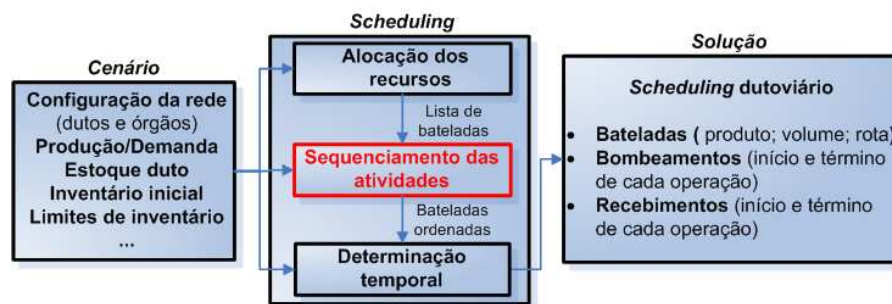 Cenário
Configuração da rede
(dutos e órgãos)
Produção/Demanda
Estoque duto
Inventário inicial
Limites de inventário
...
Scheduling
Alocação dos
recursos
Lista de
bateladas
Sequenciamento das
atividades
Bateladas
ordenadas
Determinação
temporal
Solução
Scheduling dutoviário
• Bateladas ( produto; volume; rota)
• Bombeamentos (início e término
de cada operação)
• Recebimentos (início e término
de cada operação)